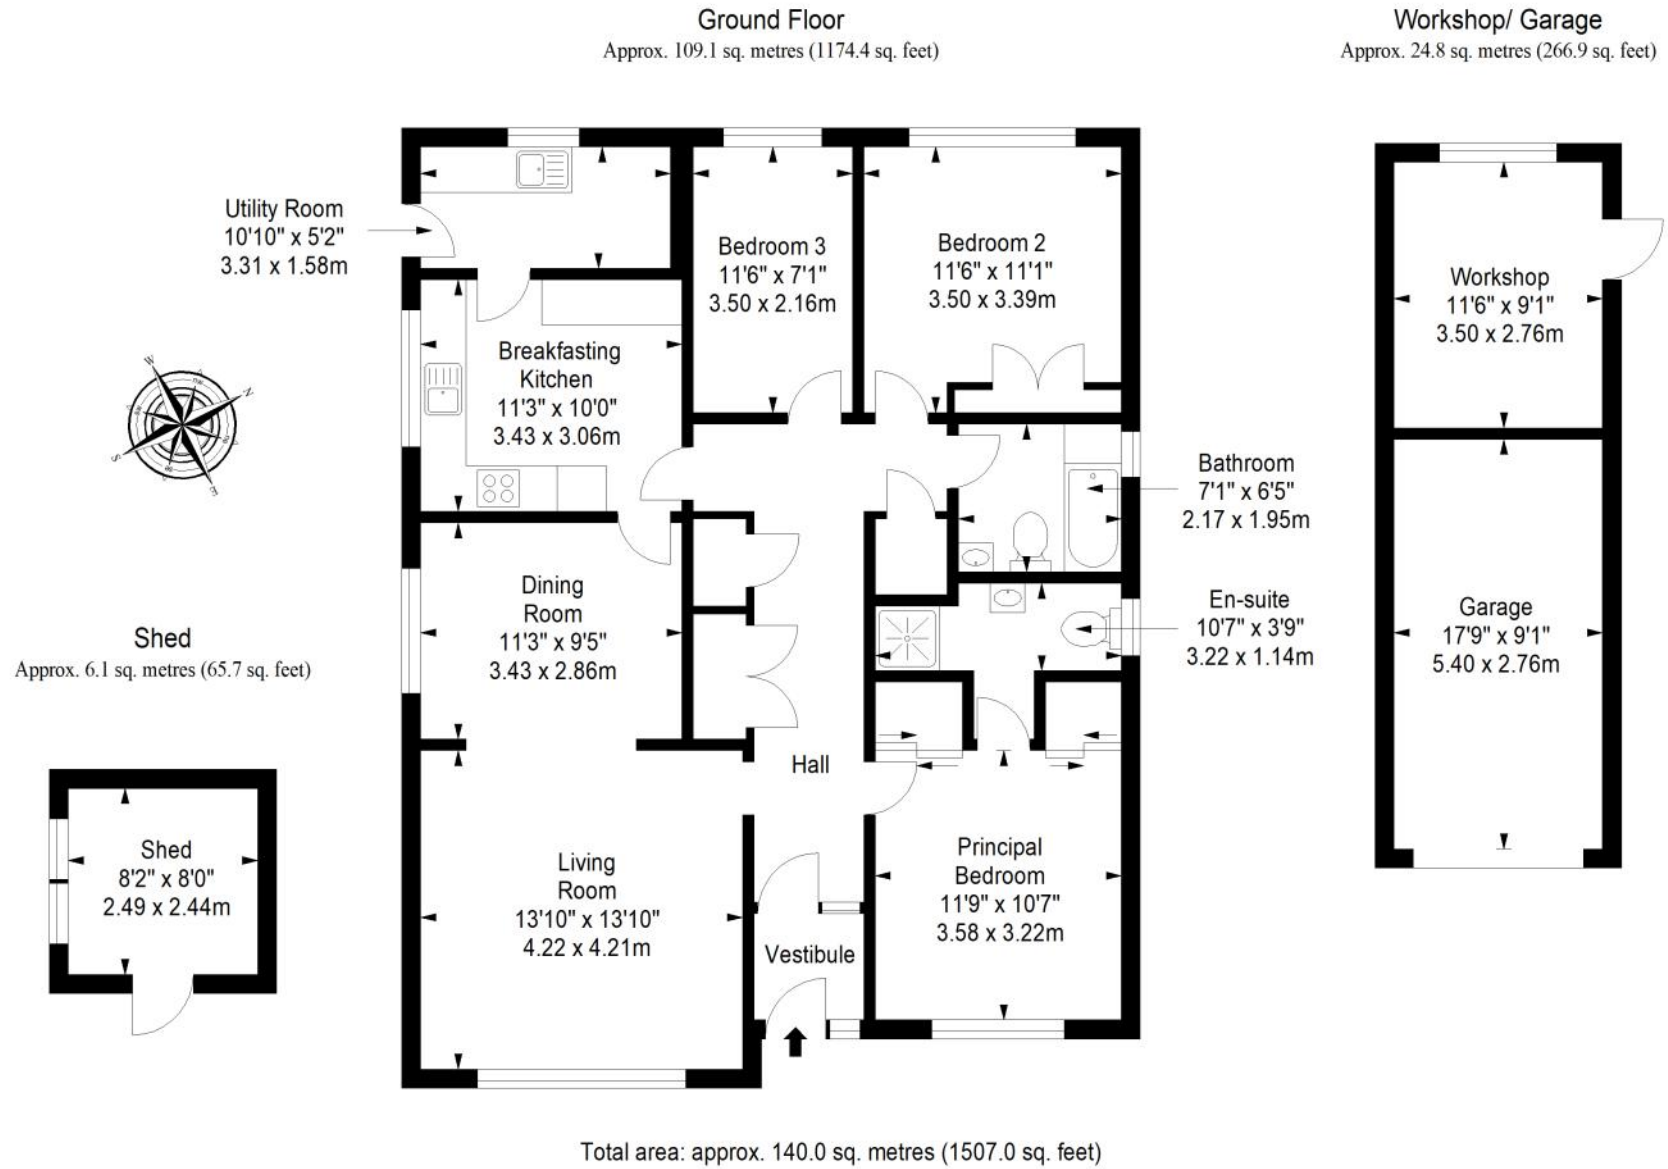 Ground Floor
Approx. 109.1 sq. metres (1174.4 sq. feet)
Workshop/ Garage
Approx. 24.8 sq. metres (266.9 sq. feet)
Utility Room
10'10" x 5'2"
3.31 x 1.58m
Bedroom 3
11'6" x 7'1"
3.50 x 2.16m
Bedroom 2
11'6" x 11'1"
3.50 x 3.39m
Workshop
11'6" x 9'1"
3.50 x 2.76m
Breakfasting
Kitchen
11'3" x 10'0"
3.43 x 3.06m
W
N
S
E
Bathroom
7'1" x 6'5"
2.17 x 1.95m
Dining
Room
11'3" x 9'5"
3.43 x 2.86m
En-suite
10'7" x 3'9"
3.22 x 1.14m
Garage
17'9" x 9'1"
5.40 x 2.76m
Shed
Approx. 6.1 sq. metres (65.7 sq. feet)
Hall
Shed
8'2" x 8'0"
2.49 x 2.44m
Living
Room
13'10" x 13'10"
4.22 x 4.21m
Principal
Bedroom
11'9" x 10'7"
3.58 x 3.22m
Vestibule
Total area: approx. 140.0 sq. metres (1507.0 sq. feet)